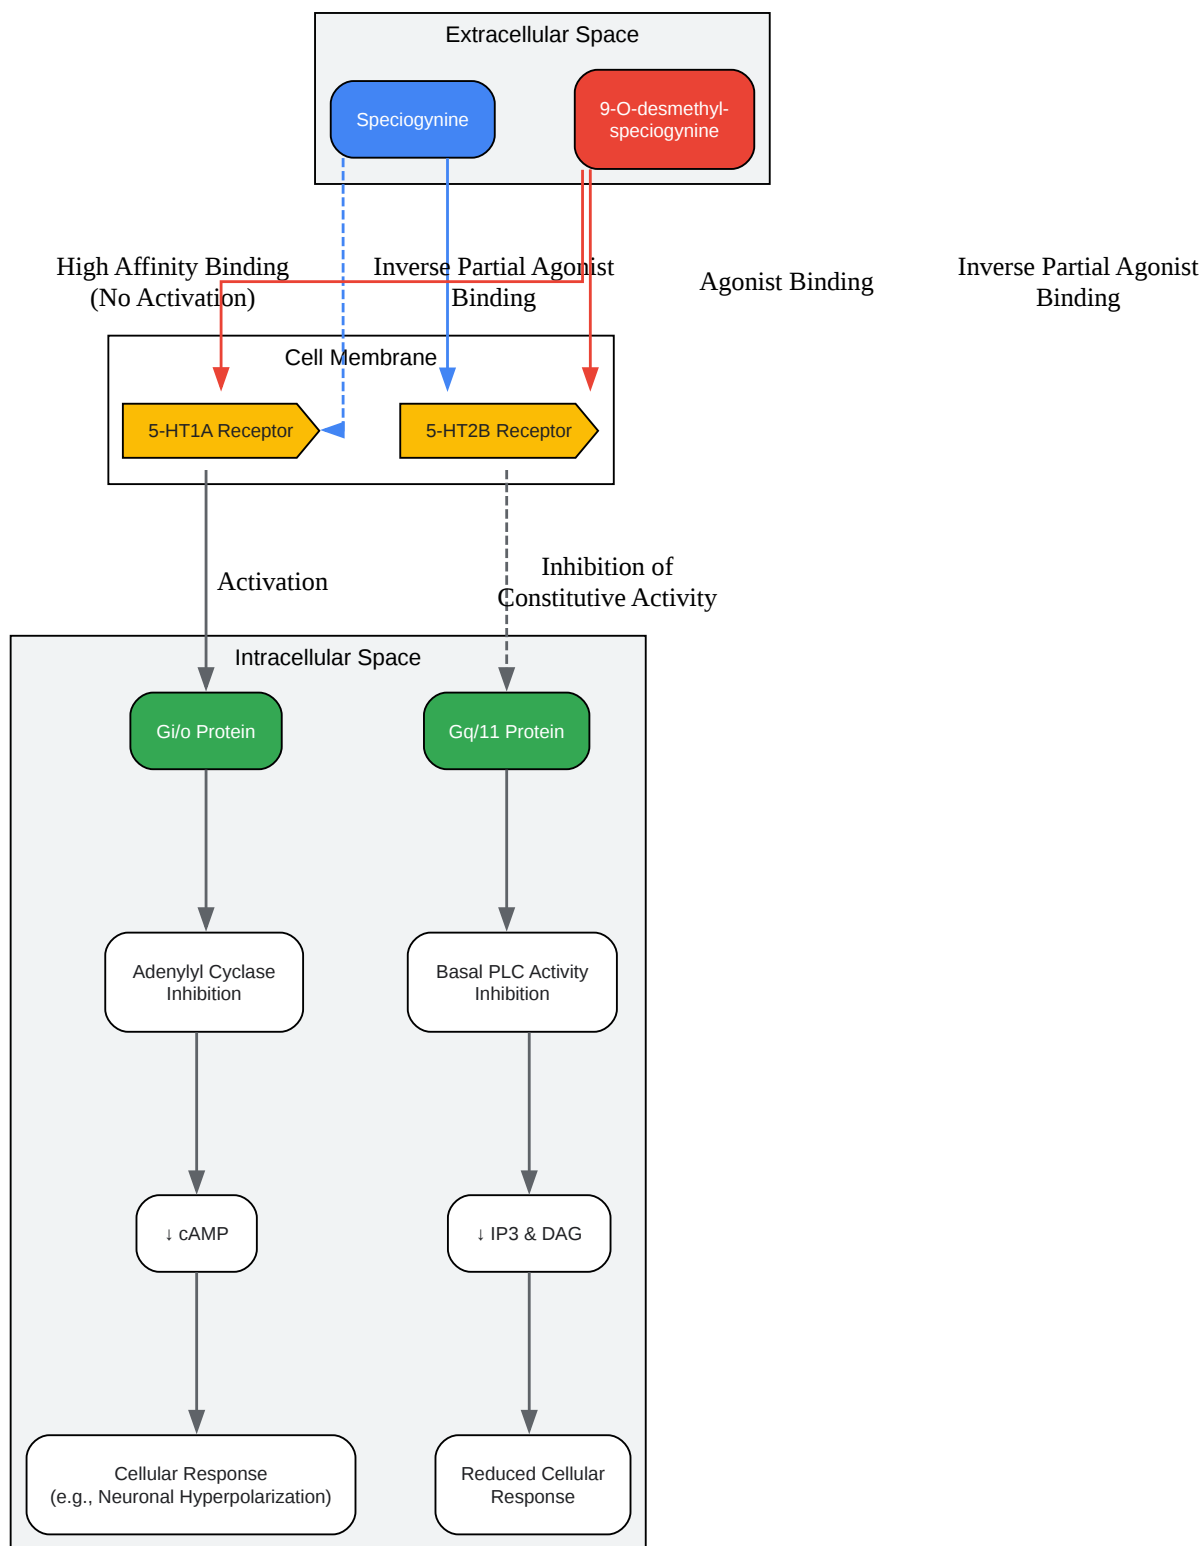 Extracellular Space
Speciogynine
9-O-desmethyl-
speciogynine
High Affinity Binding
(No Activation)
Inverse Partial Agonist
Binding
Agonist Binding
Inverse Partial Agonist
Binding
Cell Membrane
5-HT1A Receptor
5-HT2B Receptor
Activation
Inhibition of
Constitutive Activity
Intracellular Space
Gi/o Protein
Gq/11 Protein
Adenylyl Cyclase
Inhibition
Basal PLC Activity
Inhibition
↓ cAMP
↓ IP3 & DAG
Cellular Response
(e.g., Neuronal Hyperpolarization)
Reduced Cellular
Response